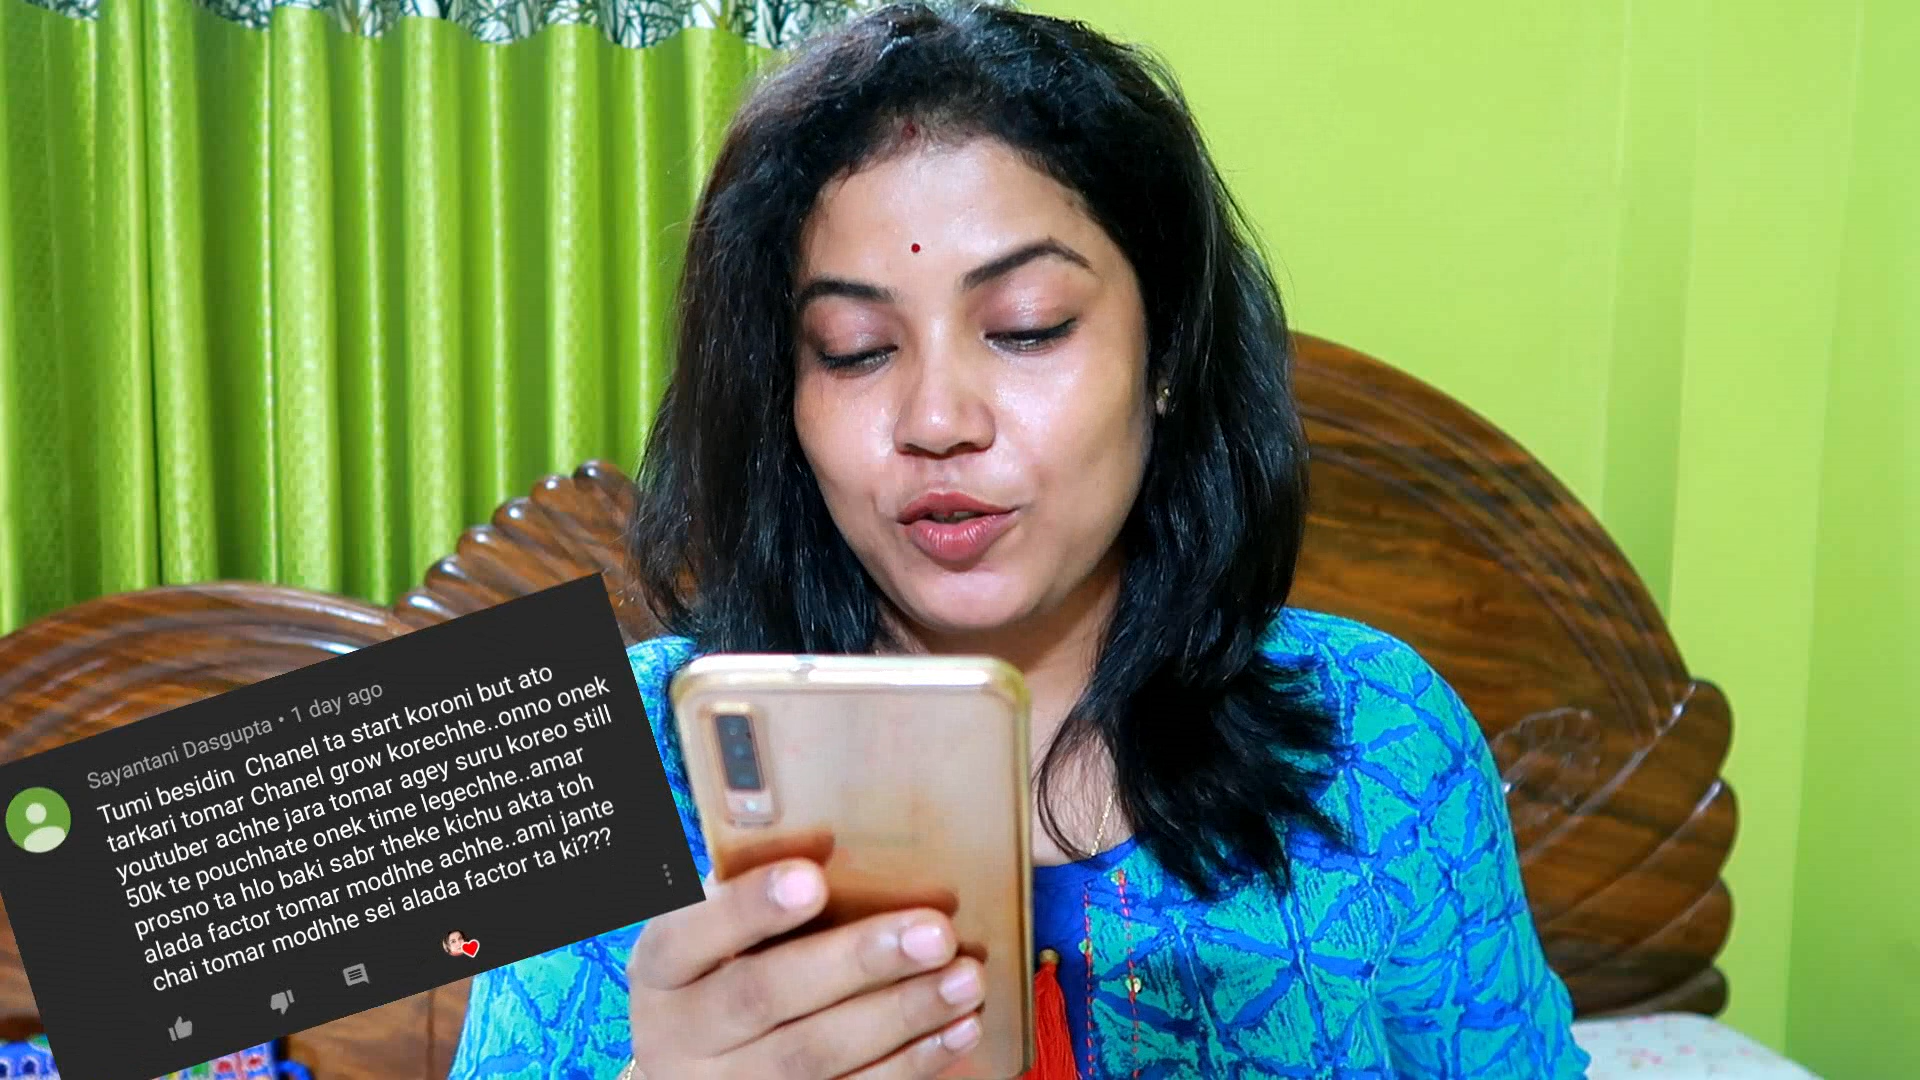 Sayantani Dasgupta • 1 day ago
Tumi besidin Chanel ta start koroni but ato
tarkari tomar Chanel grow korechhe..onno onek
youtuber achhe jara tomar agey suru koreo still
50k te pouchhate onek time legechhe..amar
prosno ta hlo baki sabr theke kichu akta toh
alada factor tomar modhhe achhe..ami jante
chai tomar modhhe sei alada factor ta ki???